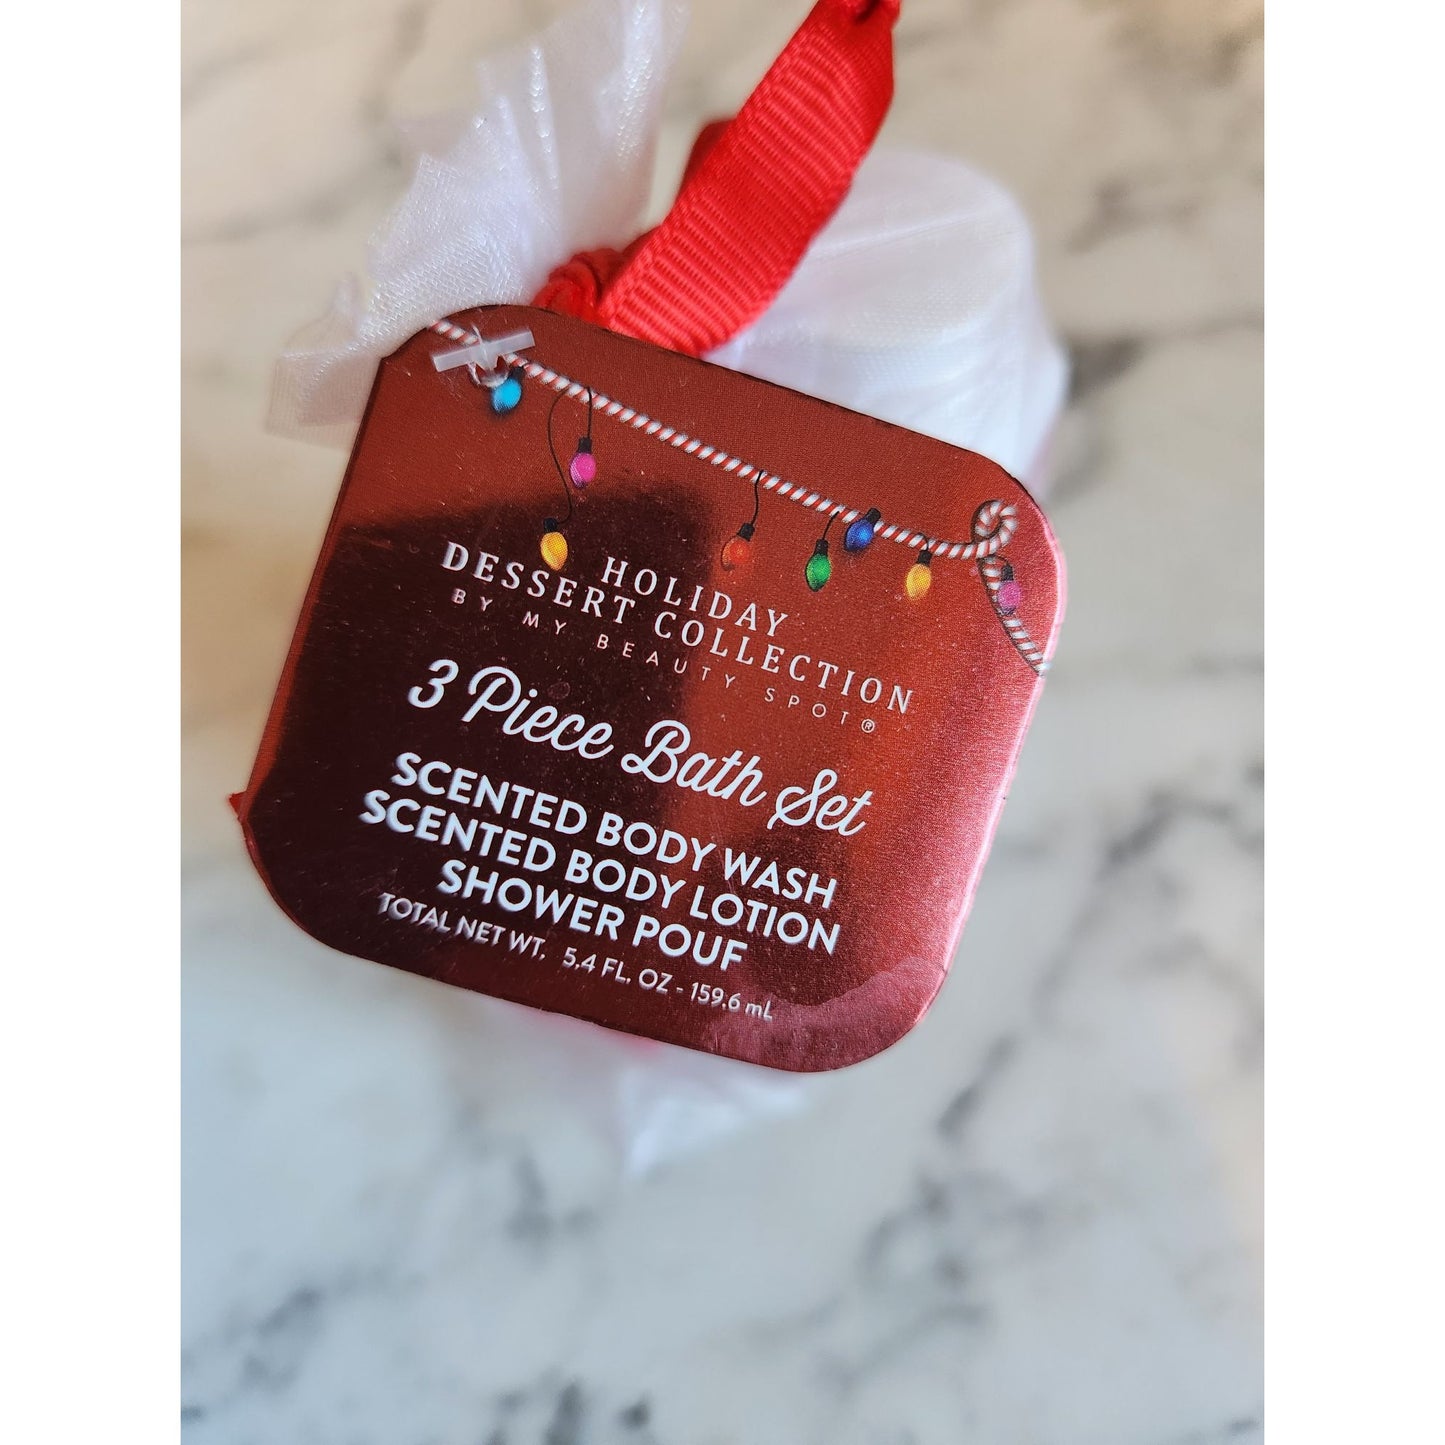 HOLIDAY
DESSERT COLLECTION
BY MY BEAUTY SPOT®
3 Piece Bath Set
SCENTED BODY WASH
SCENTED BODY LOTION
SHOWER POUF
TOTAL NET WT. 5.4 FL. OZ - 159.6 mL